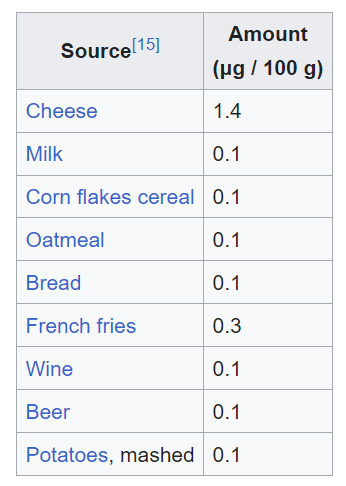 Source[15] Amount
(μg / 100 g)
Cheese 1.4
Milk 0.1
Corn flakes cereal 0.1
Oatmeal 0.1
Bread 0.1
French fries 0.3
Wine 0.1
Beer 0.1
Potatoes, mashed 0.1